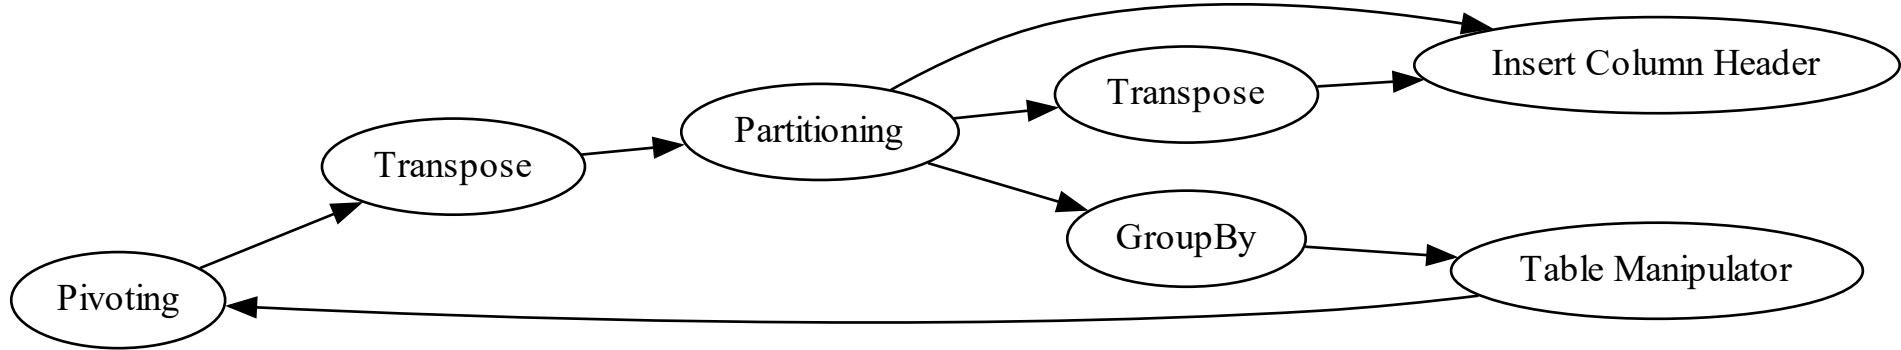 Insert Column Header
Transpose
Partitioning
Transpose
GroupBy
Table Manipulator
Pivoting